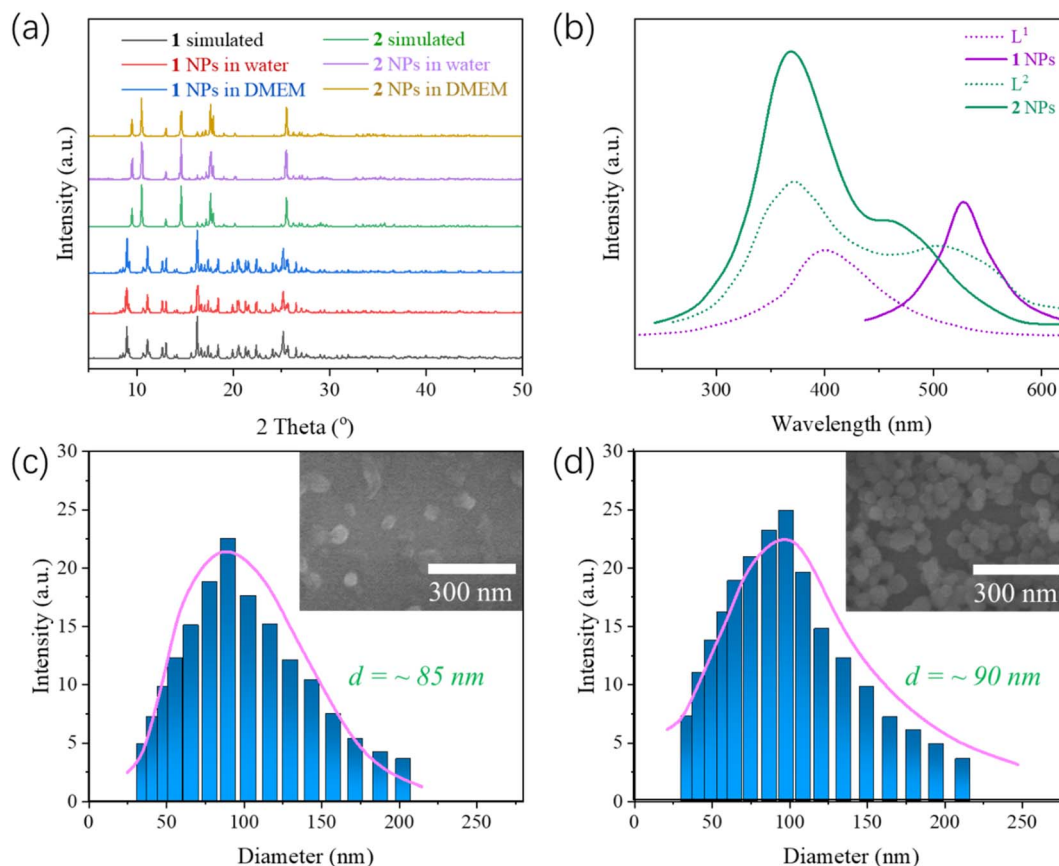 (a)
1 simulated
2 simulated
1 NPs in water
2 NPs in water
1 NPs in DMEM
2 NPs in DMEM
Intensity (a.u.)
10
20
30
40
50
2 Theta (°)
(b)
L¹
1 NPs
L²
2 NPs
Intensity (a.u.)
300
400
500
600
Wavelength (nm)
(c)
30
25
20
15
10
5
0
Intensity (a.u.)
300 nm
d = ~ 85 nm
0
50
100
150
200
250
Diameter (nm)
(d)
30
25
20
15
10
5
0
Intensity (a.u.)
300 nm
d = ~ 90 nm
0
50
100
150
200
250
Diameter (nm)